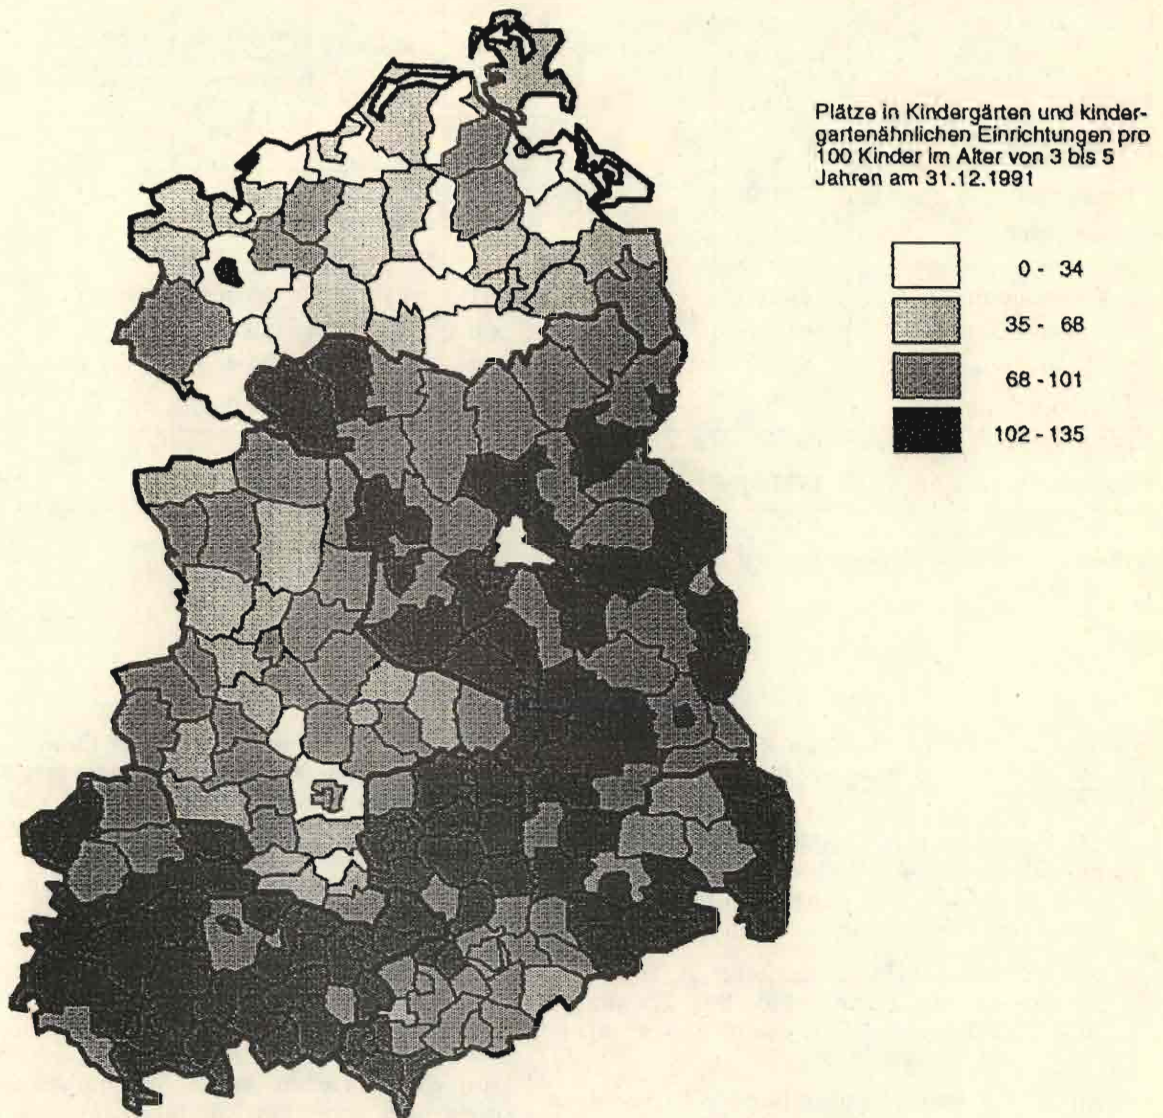 Plätze in Kindergärten und kinder-
gartenähnlichen Einrichtungen pro
100 Kinder im Alter von 3 bis 5
Jahren am 31.12.1991
0 - 34
35 - 68
68 - 101
102 - 135